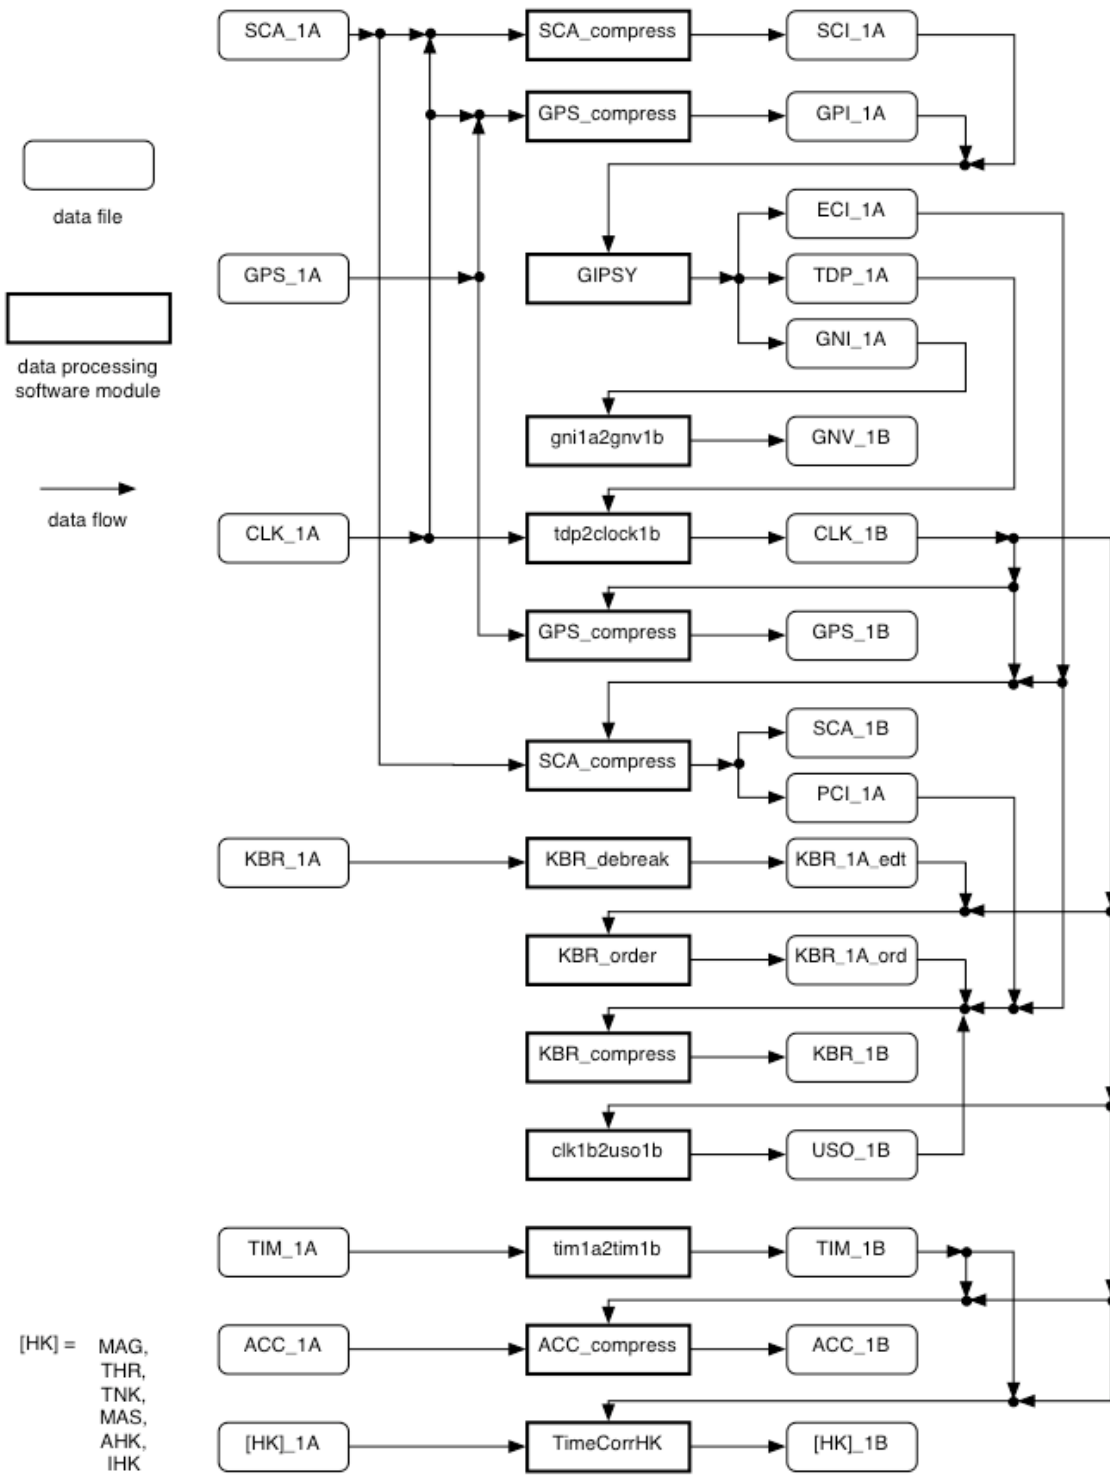 SCA_1A
SCA_compress
SCI_1A
GPS_compress
GPI_1A
data file
ECI_1A
GPS_1A
GIPSY
TDP_1A
GNI_1A
data processing
software module
gni1a2gnv1b
GNV_1B
data flow
CLK_1A
tdp2clock1b
CLK_1B
GPS_compress
GPS_1B
SCA_1B
SCA_compress
PCI_1A
KBR_1A
KBR_debreak
KBR_1A_edt
KBR_order
KBR_1A_ord
KBR_compress
KBR_1B
clk1b2uso1b
USO_1B
TIM_1A
tim1a2tim1b
TIM_1B
[HK] = MAG,
THR,
TNK,
MAS,
AHK,
IHK
ACC_1A
ACC_compress
ACC_1B
[HK]_1A
TimeCorrHK
[HK]_1B